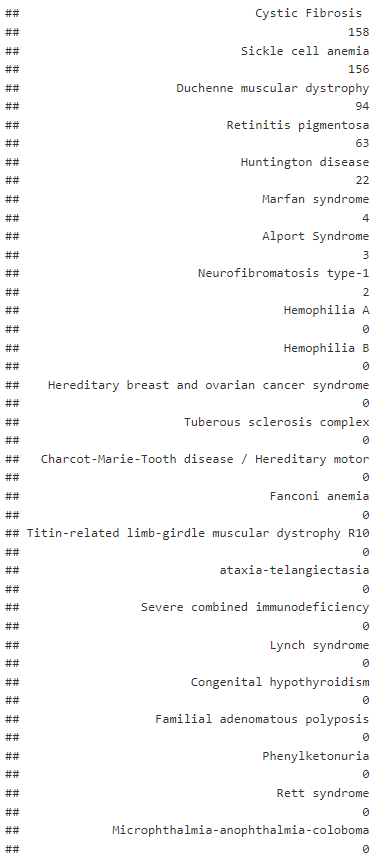 ## Cystic Fibrosis
## 158
## Sickle cell anemia
## 156
## Duchenne muscular dystrophy
## 94
## Retinitis pigmentosa
## 63
## Huntington disease
## 22
## Marfan syndrome
## 4
## Alport Syndrome
## 3
## Neurofibromatosis type-1
## 2
## Hemophilia A
## 0
## Hemophilia B
## 0
## Hereditary breast and ovarian cancer syndrome
## 0
## Tuberous sclerosis complex
## 0
## Charcot-Marie-Tooth disease / Hereditary motor
## 0
## Fanconi anemia
## 0
## Titin-related limb-girdle muscular dystrophy R10
## 0
## ataxia-telangiectasia
## 0
## Severe combined immunodeficiency
## 0
## Lynch syndrome
## 0
## Congenital hypothyroidism
## 0
## Familial adenomatous polyposis
## 0
## Phenylketonuria
## 0
## Rett syndrome
## 0
## Microphthalmia-anophthalmia-coloboma
## 0